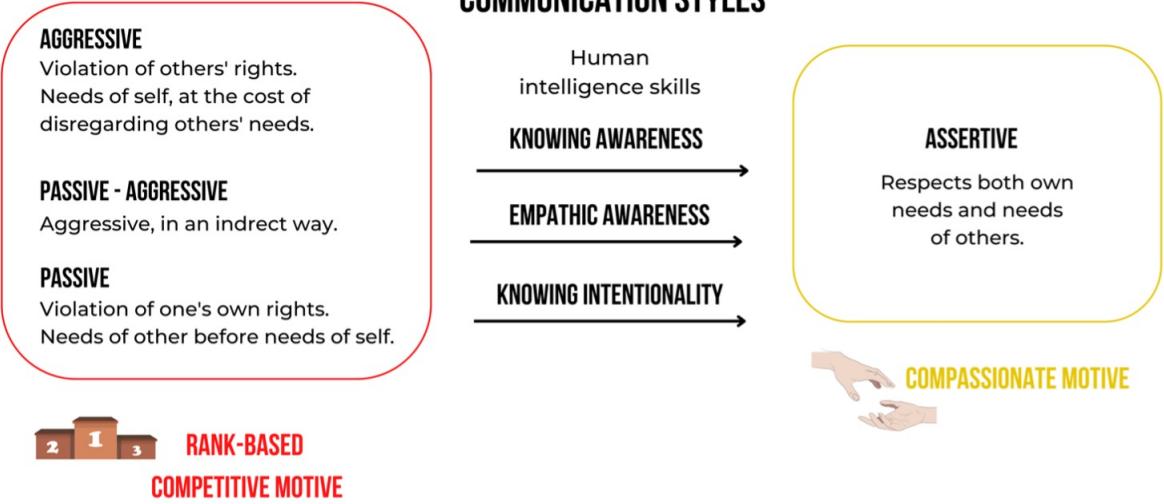 COMMUNICATION STYLES
AGGRESSIVE
Violation of others' rights.
Needs of self, at the cost of
disregarding others' needs.
PASSIVE - AGGRESSIVE
Aggressive, in an indrect way.
PASSIVE
Violation of one's own rights.
Needs of other before needs of self.
2 1 3
RANK-BASED
COMPETITIVE MOTIVE
Human
intelligence skills
KNOWING AWARENESS
EMPATHIC AWARENESS
KNOWING INTENTIONALITY
ASSERTIVE
Respects both own
needs and needs
of others.
COMPASSIONATE MOTIVE